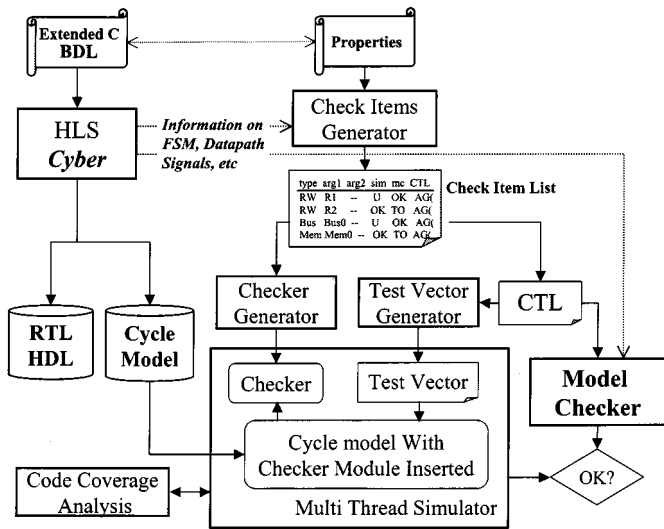 Extended C
BDL
Properties
HLS
Cyber
Information on
FSM, Datapath
Signals, etc
Check Items
Generator
type arg1 arg2 sim mc CTL
RW R1 -- U OK AG(
RW R2 -- OK TO AG(
Bus Bus0 -- U OK AG(
Mem Mem0 -- OK TO AG(
Check Item List
Checker
Generator
Test Vector
Generator
CTL
RTL
HDL
Cycle
Model
Checker
Test Vector
Model
Checker
Cycle model With
Checker Module Inserted
Code Coverage
Analysis
Multi Thread Simulator
OK?